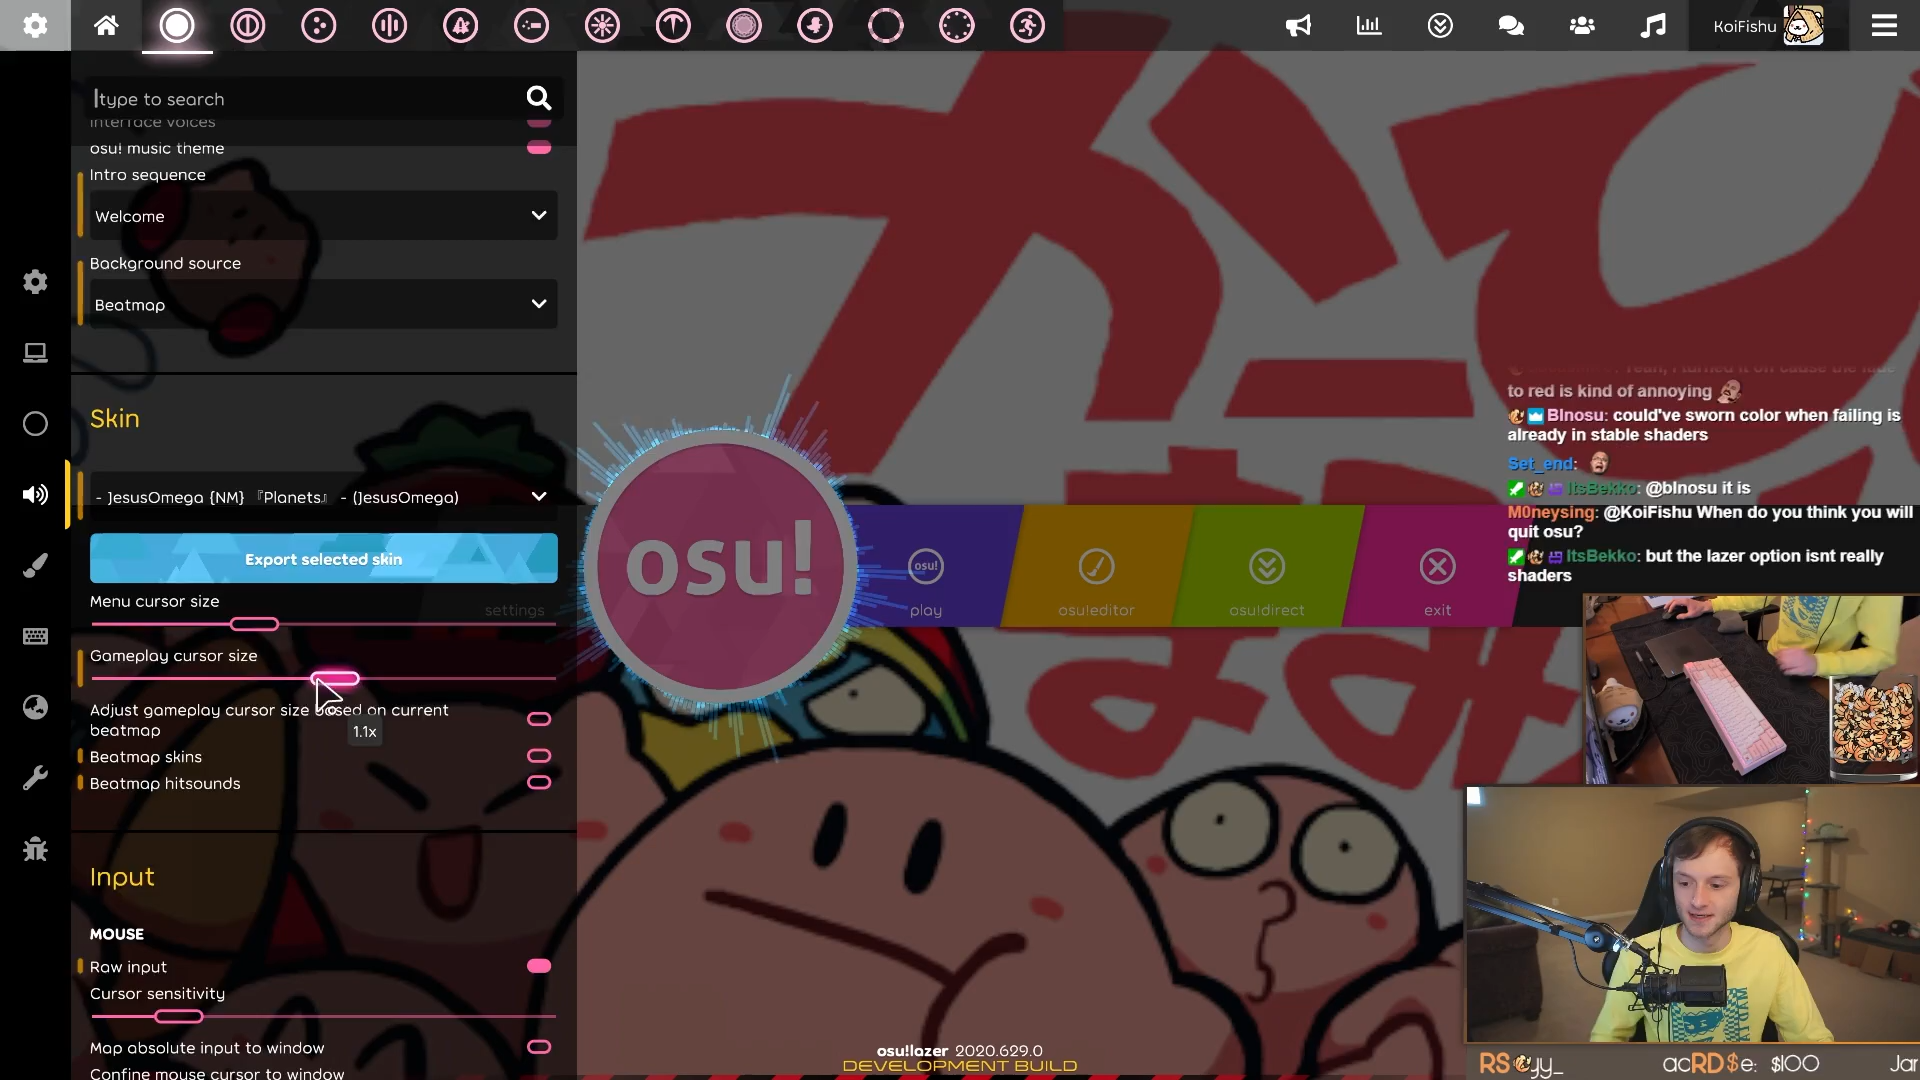 KoiFishu
type to search
Interface voices
osu! music theme
Intro sequence
Welcome
Background source
Beatmap
Skin
- JesusOmega {NM} 『Planets』 - (JesusOmega)
Export selected skin
Menu cursor size
settings
Gameplay cursor size
Adjust gameplay cursor size based on current
beatmap
1.1x
Beatmap skins
Beatmap hitsounds
Input
MOUSE
Raw input
Cursor sensitivity
Map absolute input to window
Confine mouse cursor to window
osu!
osu!
play
osu!editor
osu!direct
exit
to red is kind of annoying
BInosu: could've sworn color when failing is
already in stable shaders
Set_end:
ItsBekko: @bInosu it is
M0neysing: @KoiFishu When do you think you will
quit osu?
ItsBekko: but the lazer option isnt really
shaders
osu!lazer 2020.629.0
DEVELOPMENT BUILD
acRD$e: $100
Jar